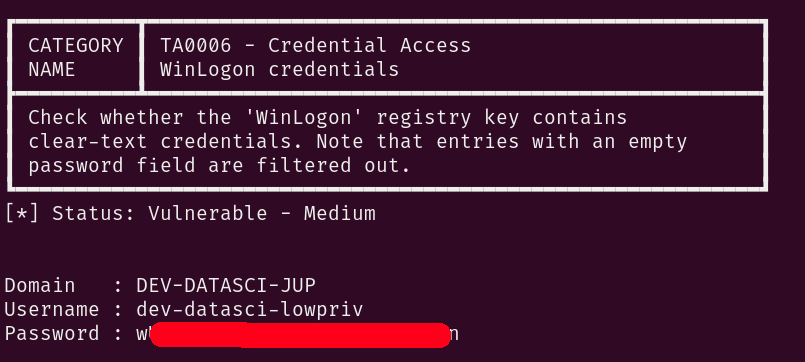 CATEGORY TA0006 - Credential Access
NAME WinLogon credentials
Check whether the 'WinLogon' registry key contains
clear-text credentials. Note that entries with an empty
password field are filtered out.
[*] Status: Vulnerable - Medium
Domain : DEV-DATASCI-JUP
Username : dev-datasci-lowpriv
Password :